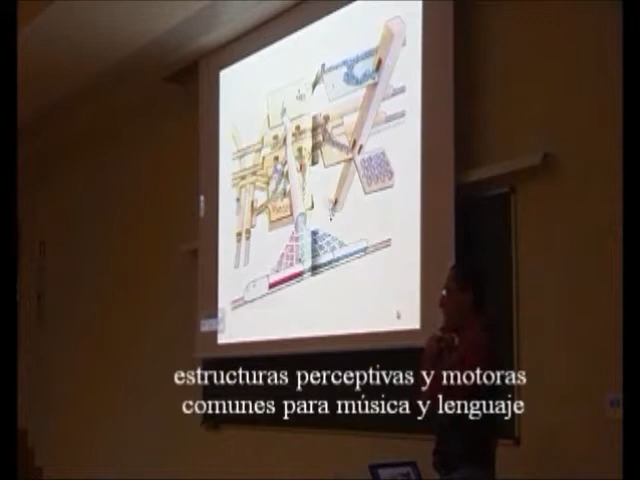 estructuras perceptivas y motoras
comunes para música y lenguaje